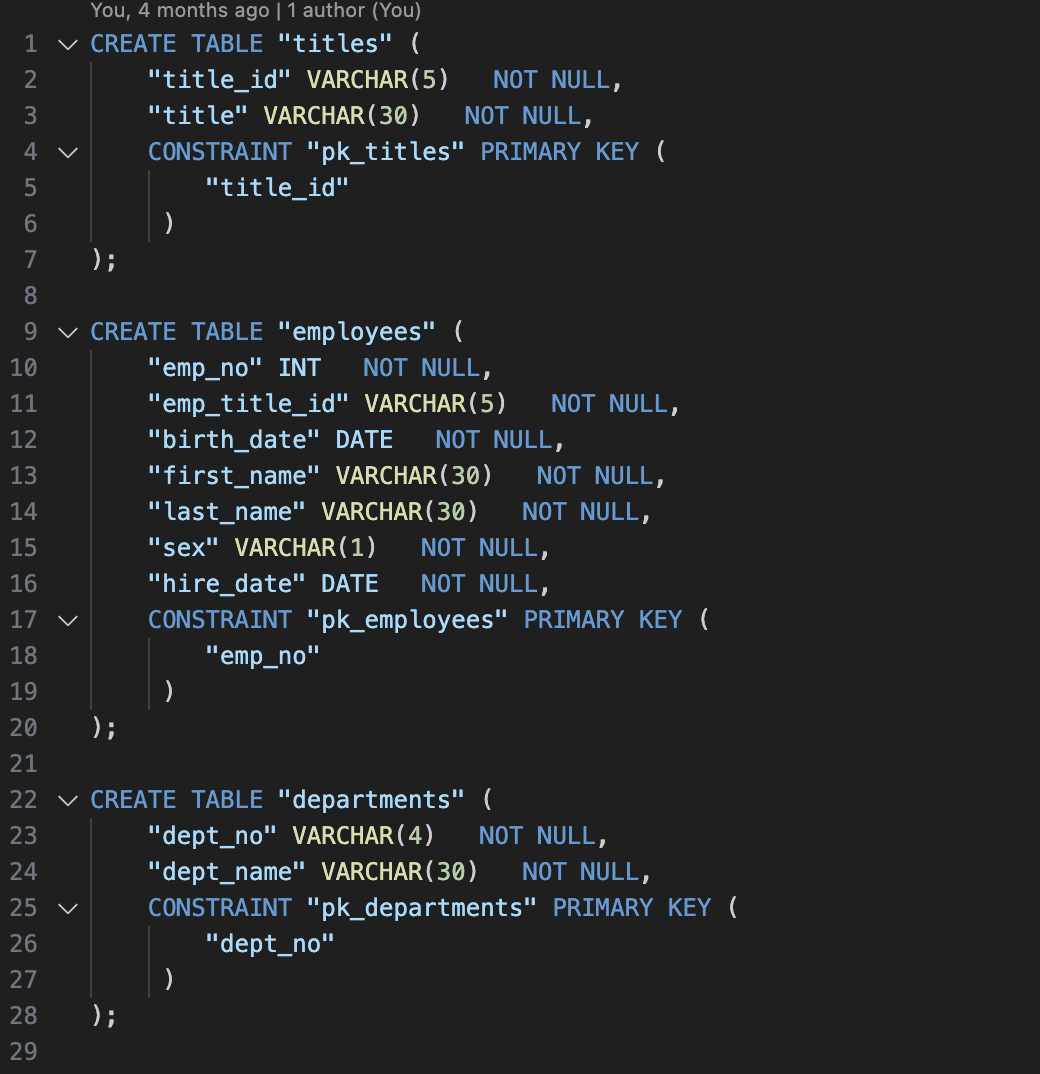 You, 4 months ago | 1 author (You)
1 CREATE TABLE "titles" (
2 "title_id" VARCHAR(5)   NOT NULL,
3 "title" VARCHAR(30)   NOT NULL,
4 CONSTRAINT "pk_titles" PRIMARY KEY (
5 "title_id"
6 )
7 );
8
9 CREATE TABLE "employees" (
10 "emp_no" INT   NOT NULL,
11 "emp_title_id" VARCHAR(5)   NOT NULL,
12 "birth_date" DATE   NOT NULL,
13 "first_name" VARCHAR(30)   NOT NULL,
14 "last_name" VARCHAR(30)   NOT NULL,
15 "sex" VARCHAR(1)   NOT NULL,
16 "hire_date" DATE   NOT NULL,
17 CONSTRAINT "pk_employees" PRIMARY KEY (
18 "emp_no"
19 )
20 );
21
22 CREATE TABLE "departments" (
23 "dept_no" VARCHAR(4)   NOT NULL,
24 "dept_name" VARCHAR(30)   NOT NULL,
25 CONSTRAINT "pk_departments" PRIMARY KEY (
26 "dept_no"
27 )
28 );
29